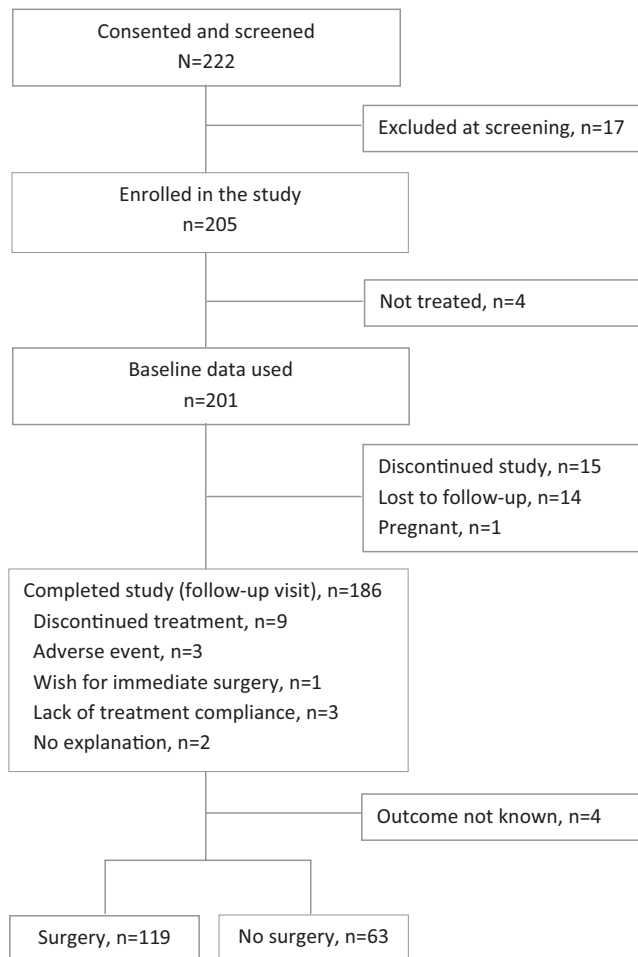 Consented and screened
N=222
Excluded at screening, n=17
Enrolled in the study
n=205
Not treated, n=4
Baseline data used
n=201
Discontinued study, n=15
Lost to follow-up, n=14
Pregnant, n=1
Completed study (follow-up visit), n=186
Discontinued treatment, n=9
Adverse event, n=3
Wish for immediate surgery, n=1
Lack of treatment compliance, n=3
No explanation, n=2
Outcome not known, n=4
Surgery, n=119
No surgery, n=63